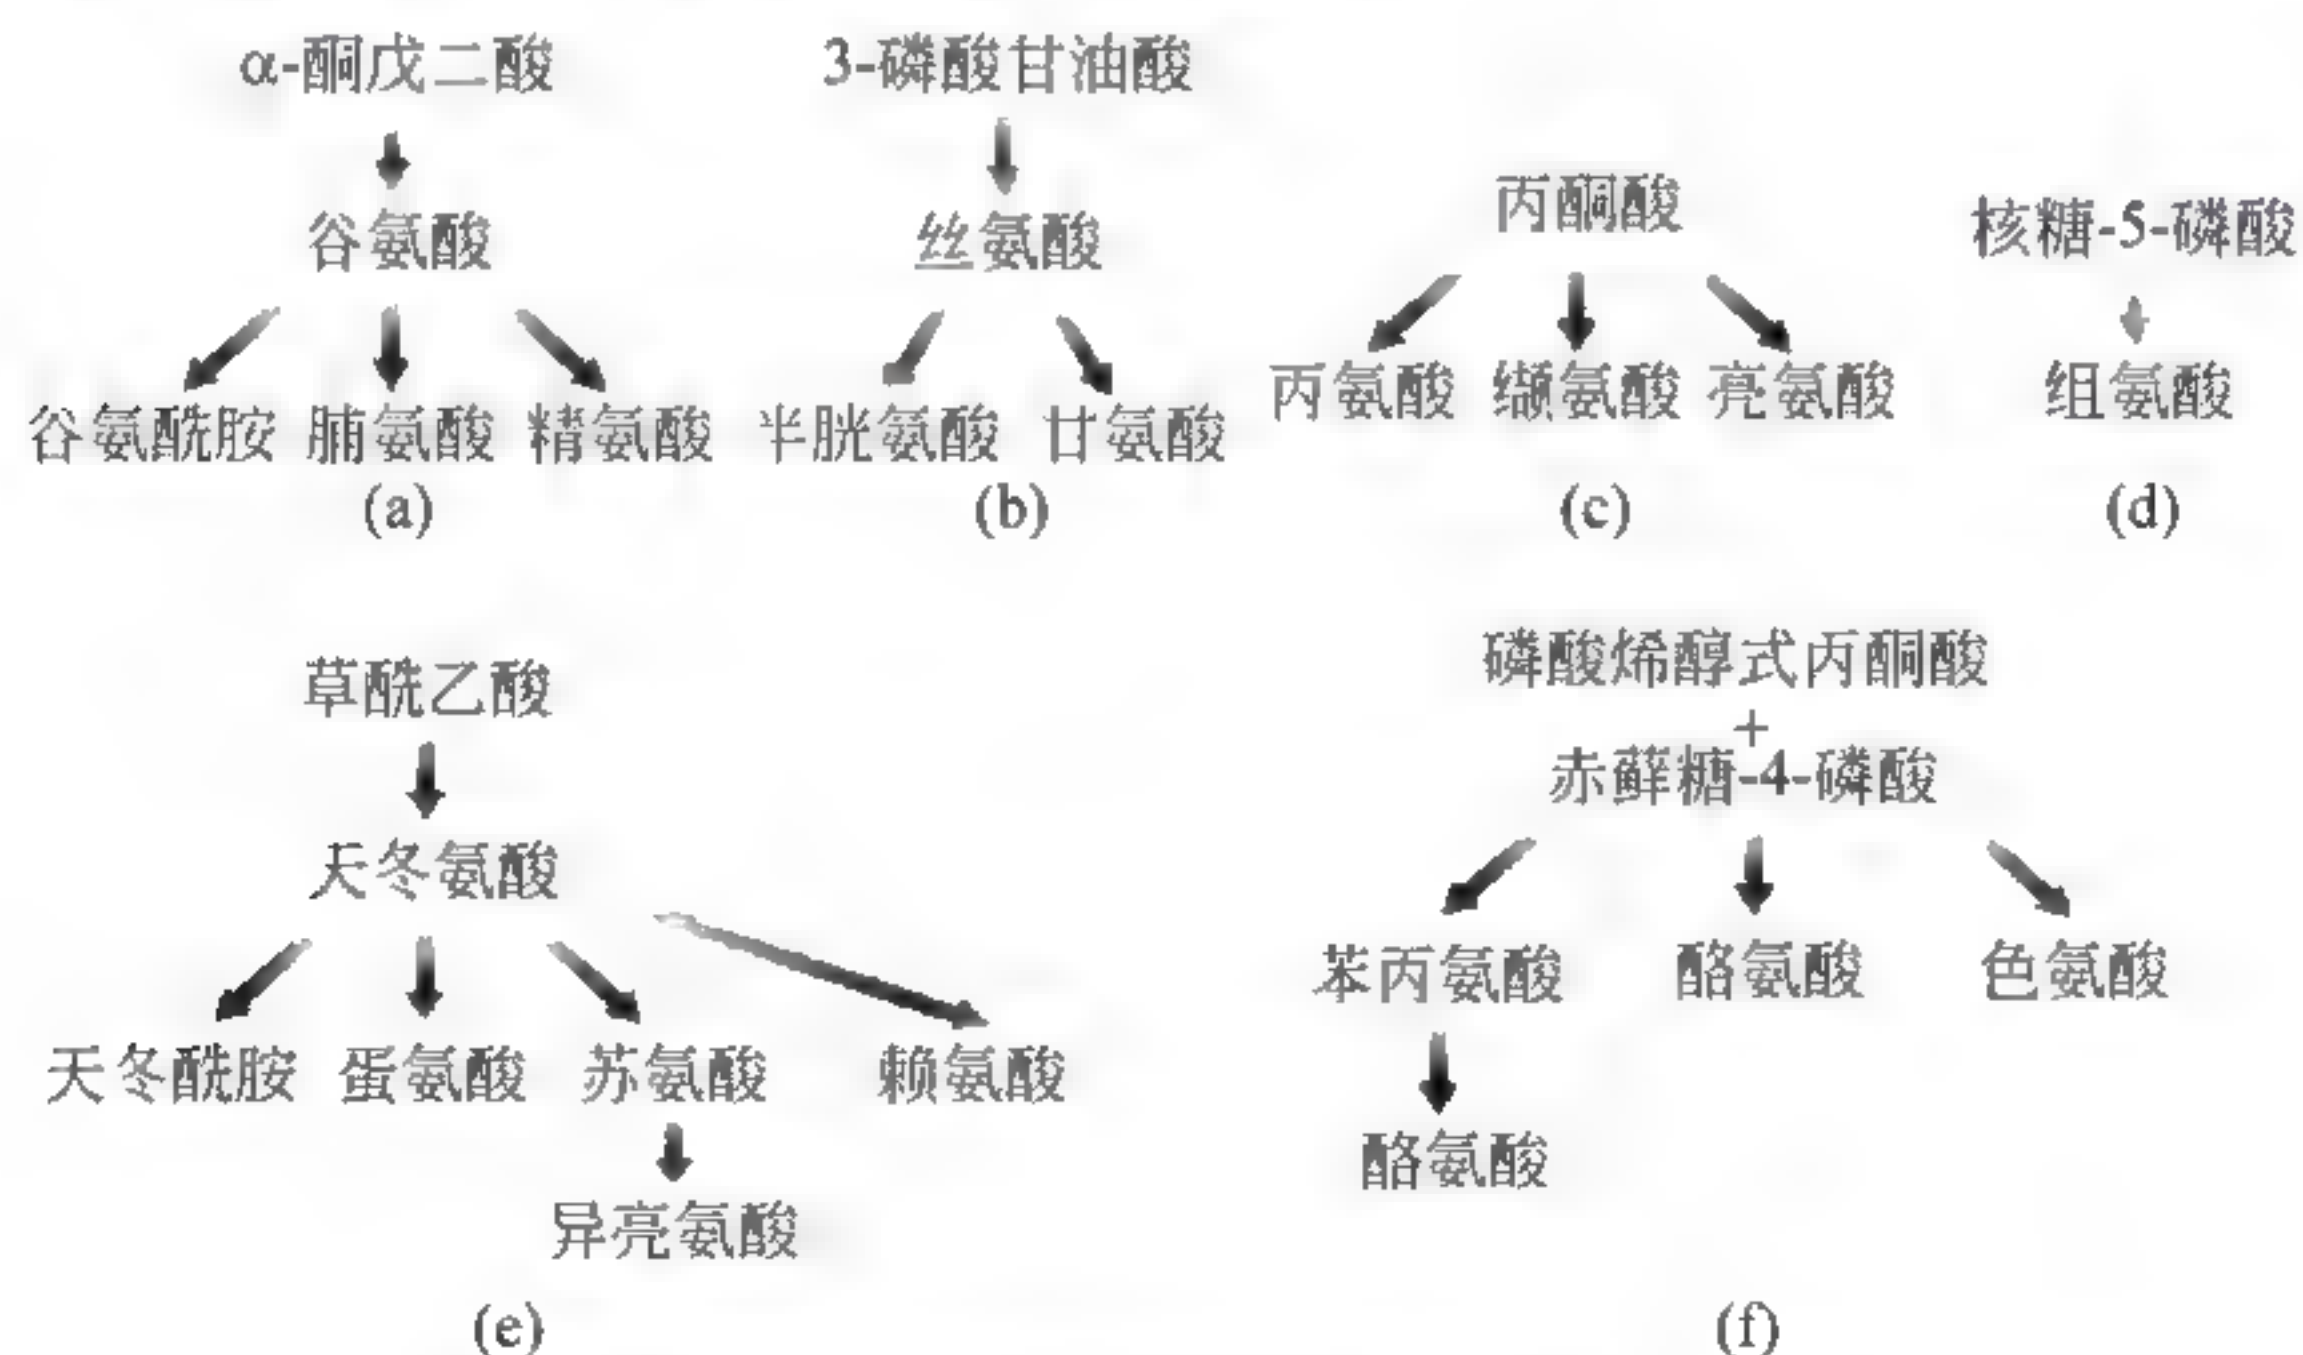 α-酮戊二酸
谷氨酸
谷氨酰胺 脯氨酸 精氨酸
(a)
3-磷酸甘油酸
丝氨酸
半胱氨酸 甘氨酸
(b)
丙酮酸
丙氨酸 缬氨酸 亮氨酸
(c)
核糖-5-磷酸
组氨酸
(d)
草酰乙酸
天冬氨酸
天冬酰胺 蛋氨酸 苏氨酸 赖氨酸
异亮氨酸
(e)
磷酸烯醇式丙酮酸
+
赤藓糖-4-磷酸
苯丙氨酸 酪氨酸 色氨酸
酪氨酸
(f)